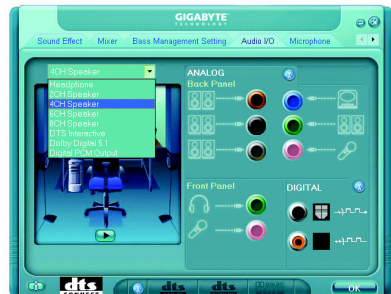 GIGABYTE
TECHNOLOGY
Sound Effect Mixer Bass Management Setting Audio I/O Microphone
4CH Speaker
Headphone
2CH Speaker
4CH Speaker
6CH Speaker
8CH Speaker
DTS Interactive
Dolby Digital 5.1
Digital PCM Output
ANALOG
Back Panel
Front Panel
DIGITAL
dts
CONNECT
dts
dts
OK